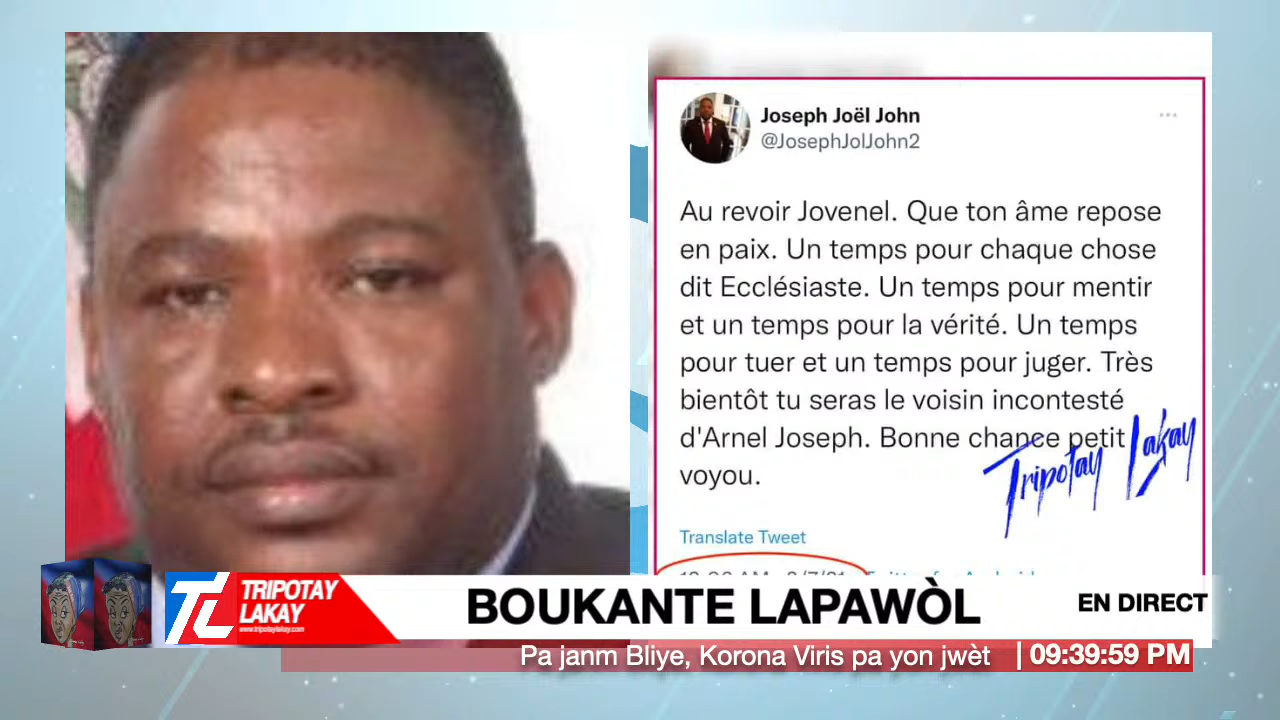 Joseph Joël John
@JosephJolJohn2
Au revoir Jovenel. Que ton âme repose
en paix. Un temps pour chaque chose
dit Ecclésiaste. Un temps pour mentir
et un temps pour la vérité. Un temps
pour tuer et un temps pour juger. Très
bientôt tu seras le voisin incontesté
d'Arnel Joseph. Bonne chance petit
voyou.
Tripotay Lakay
Translate Tweet
TL
TRIPOTAY
LAKAY
www.tripotaylakay.com
BOUKANTE LAPAWÒL
EN DIRECT
Pa janm Bliye, Korona Viris pa yon jwèt | 09:39:59 PM